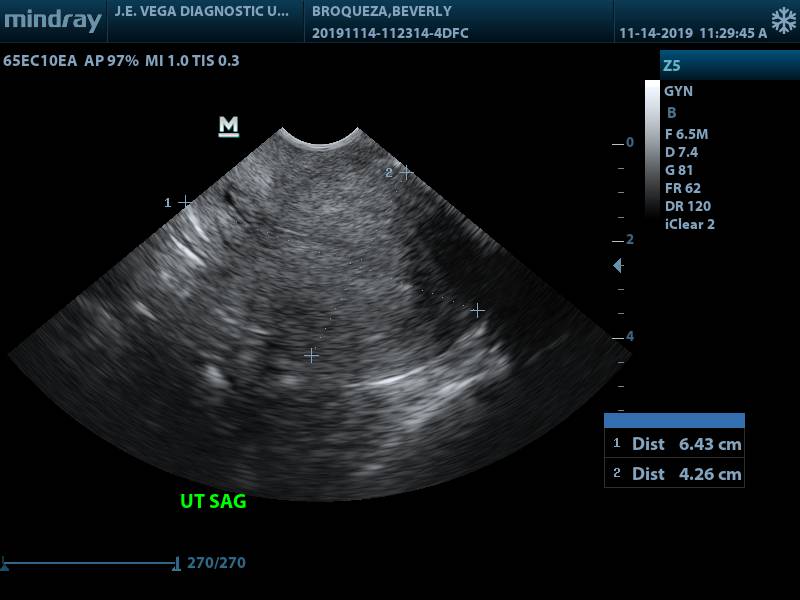 mindray
J.E. VEGA DIAGNOSTIC U...
BROQUEZA,BEVERLY
20191114-112314-4DFC
11-14-2019 11:29:45 A
65EC10EA AP 97% MI 1.0 TIS 0.3
Z5
GYN
B
F 6.5M
D 7.4
G 81
FR 62
DR 120
iClear 2
M
1
2
0
2
4
1 Dist 6.43 cm
2 Dist 4.26 cm
UT SAG
270/270